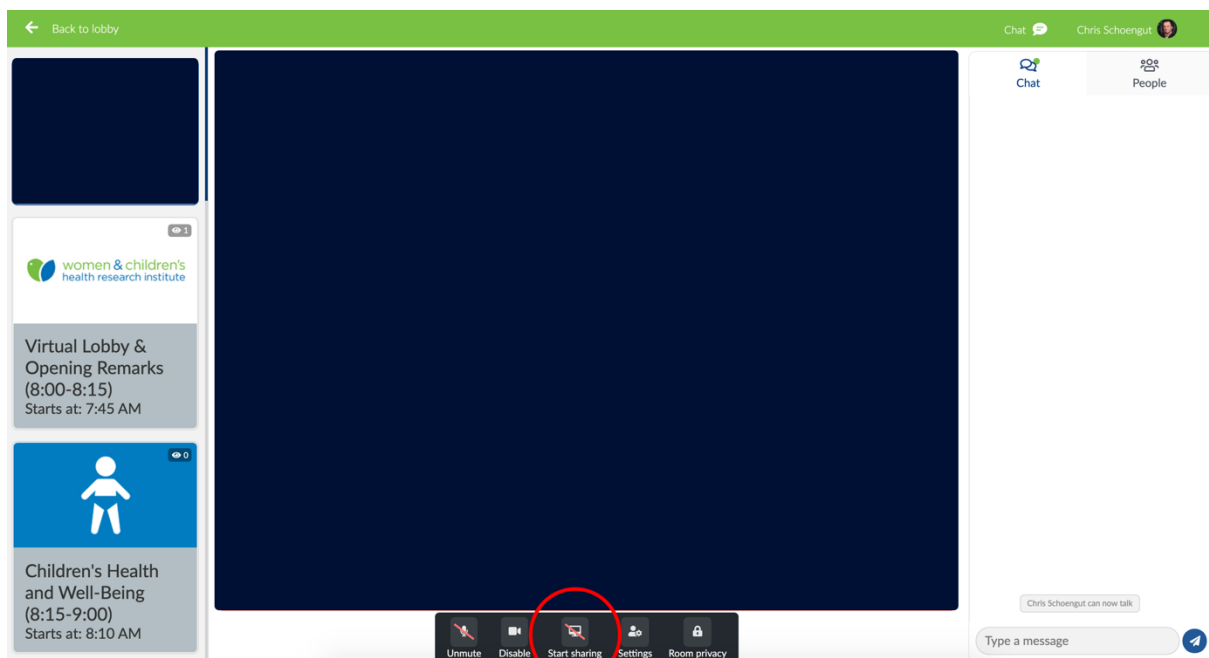 Back to lobby
Chat
Chris Schoengut
Chat
People
1
women & children's
health research institute
Virtual Lobby &
Opening Remarks
(8:00-8:15)
Starts at: 7:45 AM
0
Children's Health
and Well-Being
(8:15-9:00)
Starts at: 8:10 AM
Chris Schoengut can now talk
Unmute
Disable
Start sharing
Settings
Room privacy
Type a message